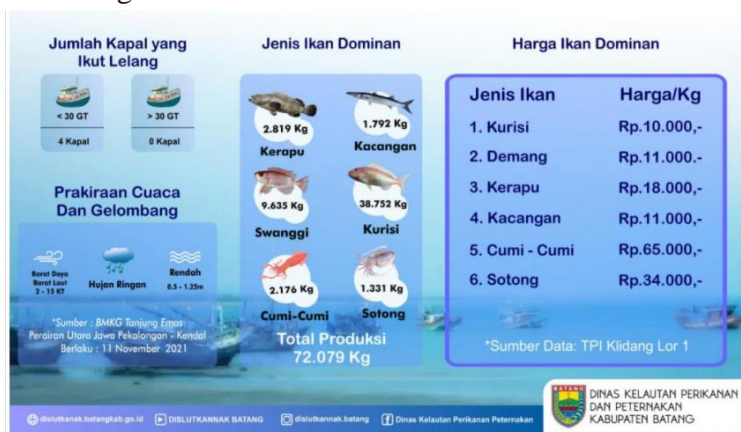 Jumlah Kapal yang
Ikut Lelang
< 30 GT
4 Kapal
> 30 GT
0 Kapal
Prakiraan Cuaca
Dan Gelombang
Barat Daya
Barat Laut
2 - 15 KT
Hujan Ringan
Rendah
0.5 - 1.25m
*Sumber : BMKG Tanjung Emas
Perairan Utara Jawa Pekalongan - Kendal
Berlaku : 11 November 2021
Jenis Ikan Dominan
2.819 Kg
Kerapu
1.792 Kg
Kacangan
9.635 Kg
Swanggi
38.752 Kg
Kurisi
2.176 Kg
Cumi-Cumi
1.331 Kg
Sotong
Total Produksi
72.079 Kg
Harga Ikan Dominan
Jenis Ikan Harga/Kg
1. Kurisi Rp.10.000,-
2. Demang Rp.11.000.-
3. Kerapu Rp.18.000,-
4. Kacangan Rp.11.000,-
5. Cumi - Cumi Rp.65.000,-
6. Sotong Rp.34.000,-
*Sumber Data: TPI Klidang Lor 1
dislutkannak.batangkab.go.id DISLUTKANNAK BATANG dislutkannak.batang Dinas Kelautan Perikanan Peternakan
BATANG
DINAS KELAUTAN PERIKANAN
DAN PETERNAKAN
KABUPATEN BATANG